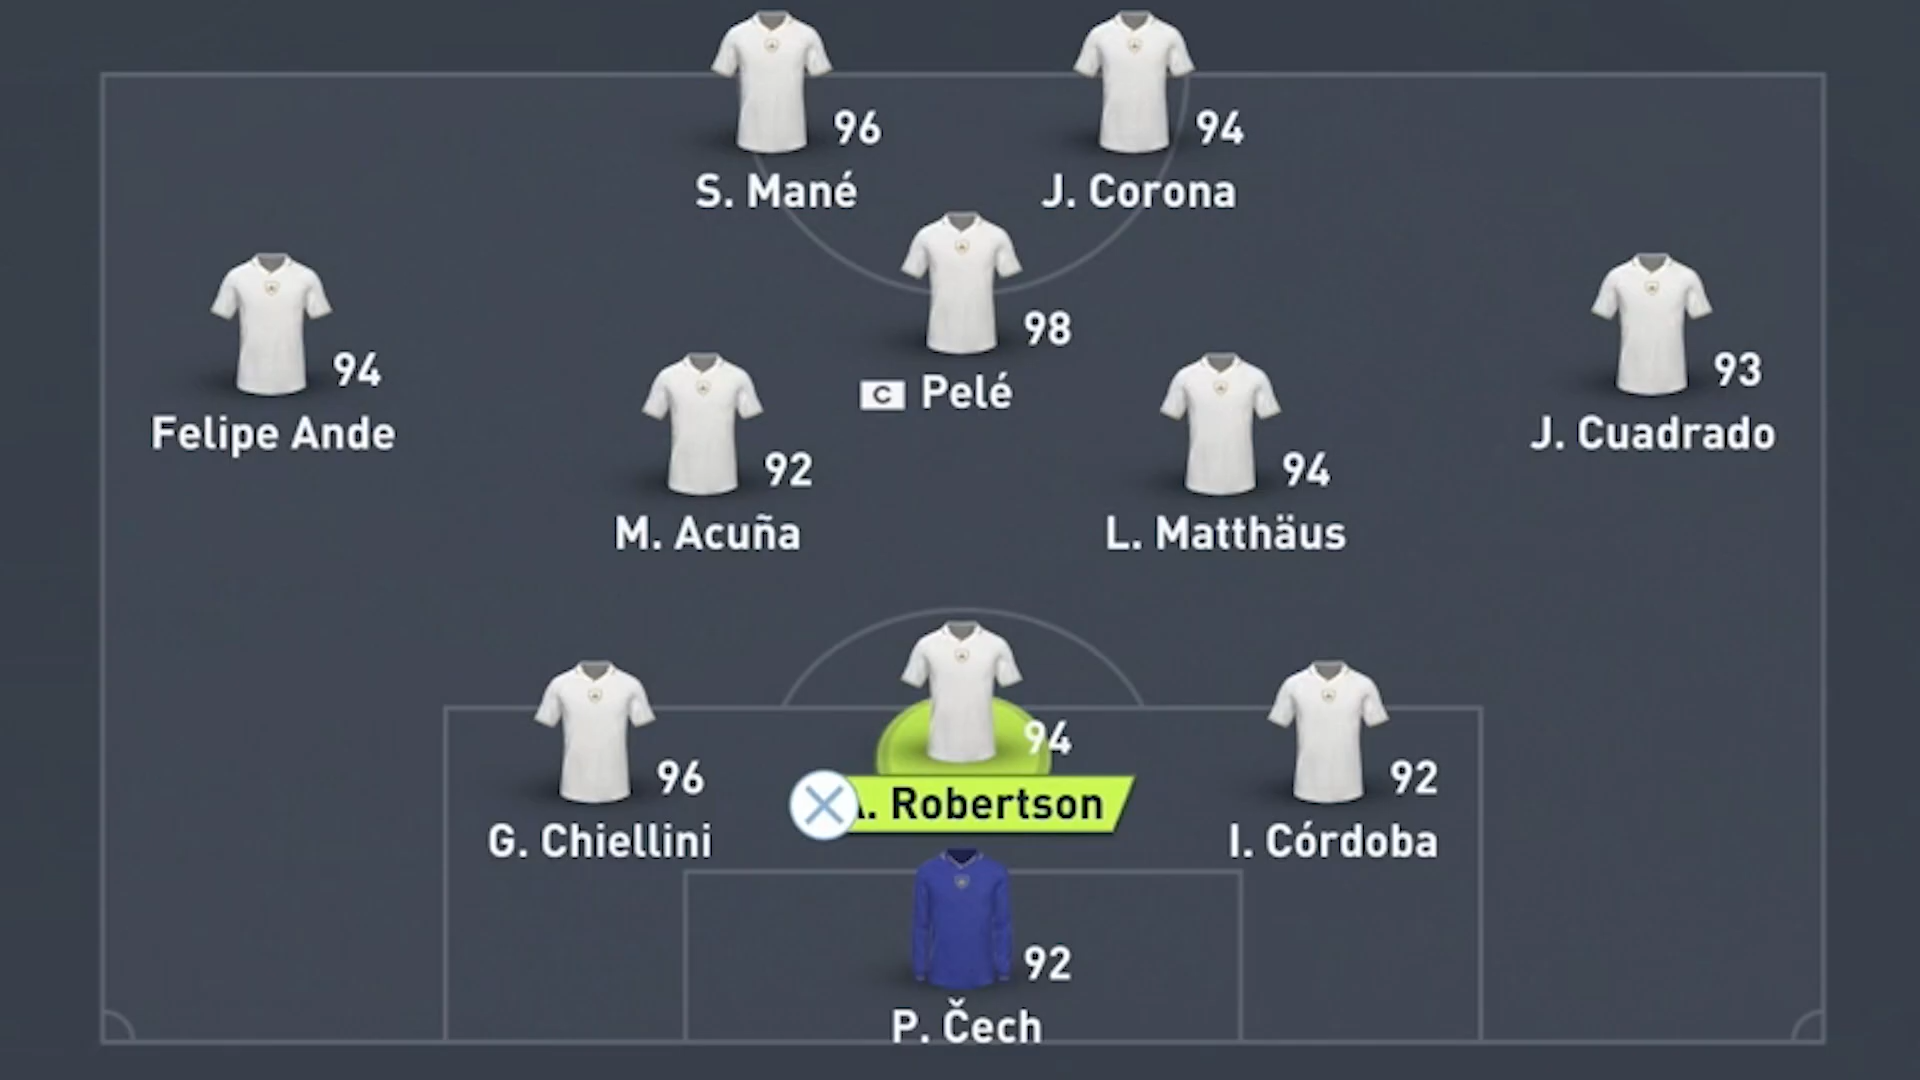 96
S. Mané
94
J. Corona
98
C Pelé
94
Felipe Ande
93
J. Cuadrado
92
M. Acuña
94
L. Matthäus
94
Robertson
96
G. Chiellini
92
I. Córdoba
92
P. Čech